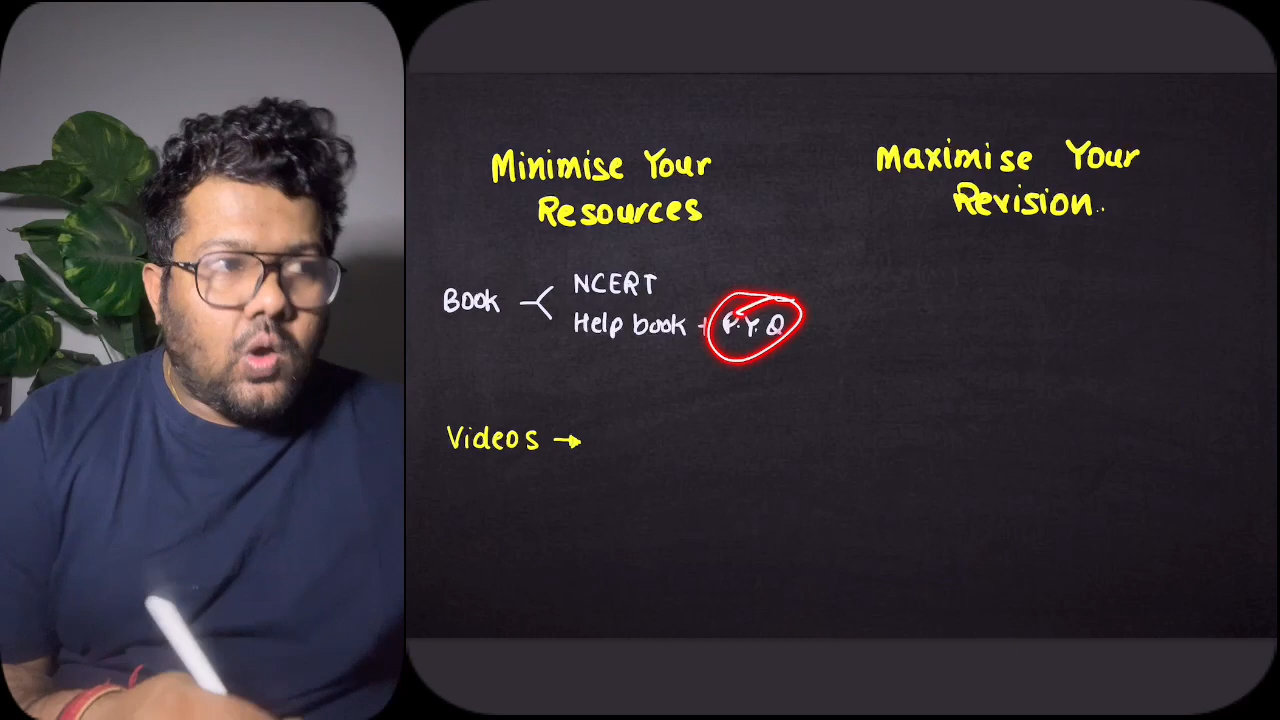 Minimise Your
Resources
Maximise Your
Revision..
Book
NCERT
Help book + P.Y.Q
Videos →